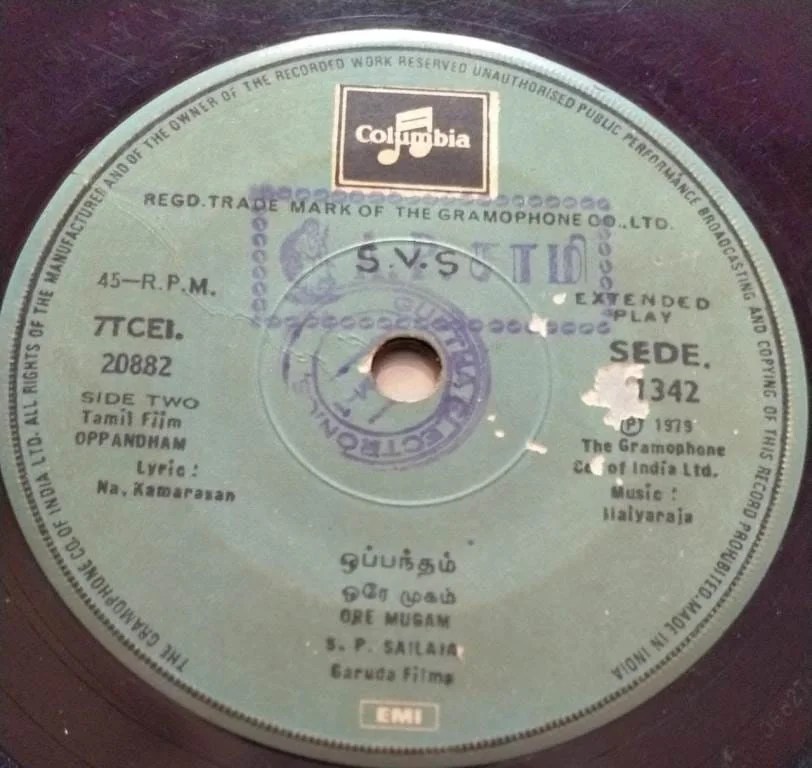 THE GRAMOPHONE CO. OF INDIA LTD. ALL RIGHTS OF THE MANUFACTURER AND OF THE OWNER OF THE RECORDED WORK RESERVED UNAUTHORISED PUBLIC PERFORMANCE BROADCASTING AND COPYING OF THIS RECORD PROHIBITED. MADE IN INDIA
Columbia
REGD. TRADE MARK OF THE GRAMOPHONE CO., LTD.
S.V.S
45—R.P.M.
7TCEI.
20882
SIDE TWO
Tamil Film
OPPANDHAM
Lyric :
Na. Kamarasan
EXTENDED
PLAY
SEDE.
1342
Ⓟ 1979
The Gramophone
Co. of India Ltd.
Music :
Ilaiyaraja
ELECTRONICS
ஒப்பந்தம்
ஒரே முகம்
ORE MUGAM
S. P. SAILAJA
Garuda Films
EMI